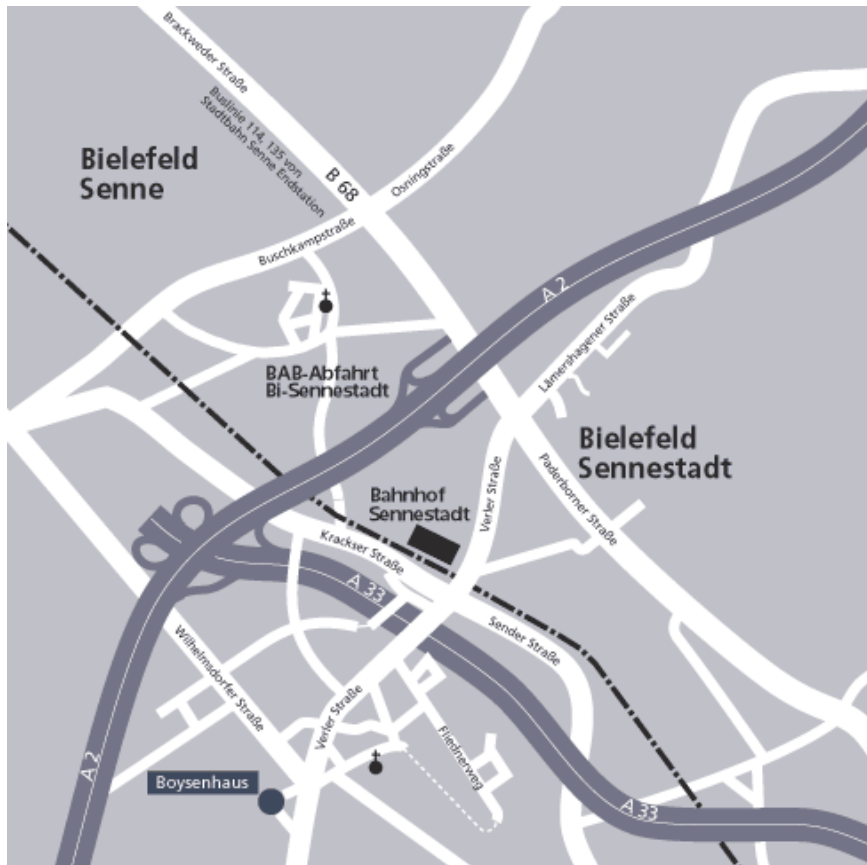 Brackweder Straße
Buslinie 114, 135 von
Stadtbahn Senne Endstation
B 68
Osningstraße
Bielefeld
Senne
Buschkampstraße
A 2
Lämershagener Straße
BAB-Abfahrt
Bi-Sennestadt
Bielefeld
Sennestadt
Verler Straße
Paderborner Straße
Bahnhof
Sennestadt
Krackser Straße
A 33
Sender Straße
Wilhelmsdorfer Straße
Verler Straße
Fliednerweg
A 2
Boysenhaus
A 33